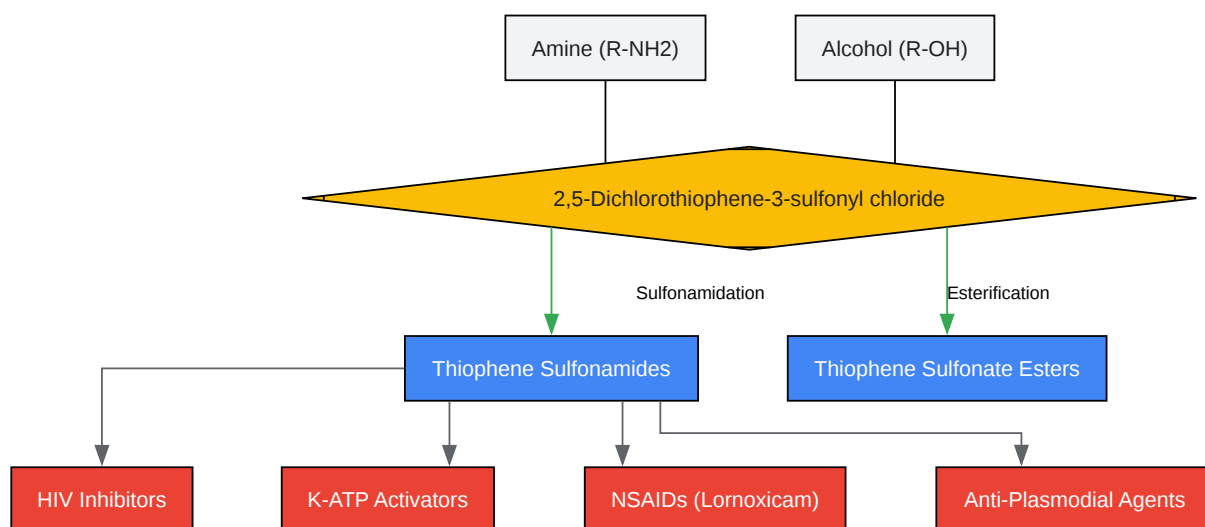 Amine (R-NH2)
Alcohol (R-OH)
2,5-Dichlorothiophene-3-sulfonyl chloride
Sulfonamidation
Esterification
Thiophene Sulfonamides
Thiophene Sulfonate Esters
HIV Inhibitors
K-ATP Activators
NSAIDs (Lornoxicam)
Anti-Plasmodial Agents